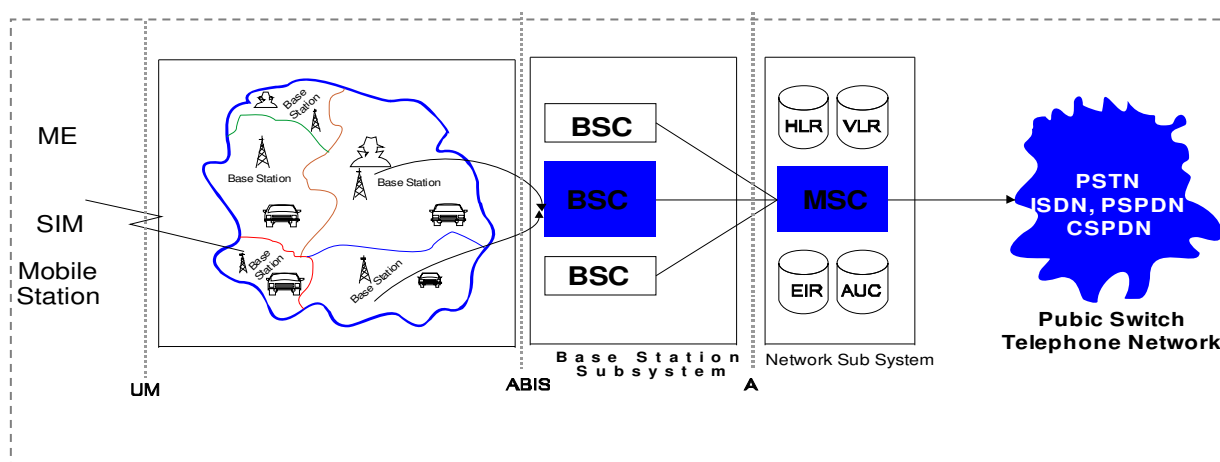 ME
SIM
Mobile
Station
UM
Base
Station
Base Station
Base Station
Base
Station
Base Station
ABIS
BSC
BSC
BSC
Base Station
Subsystem
A
HLR
VLR
MSC
EIR
AUC
Network Sub System
PSTN
ISDN, PSPDN
CSPDN
Pubic Switch
Telephone Network